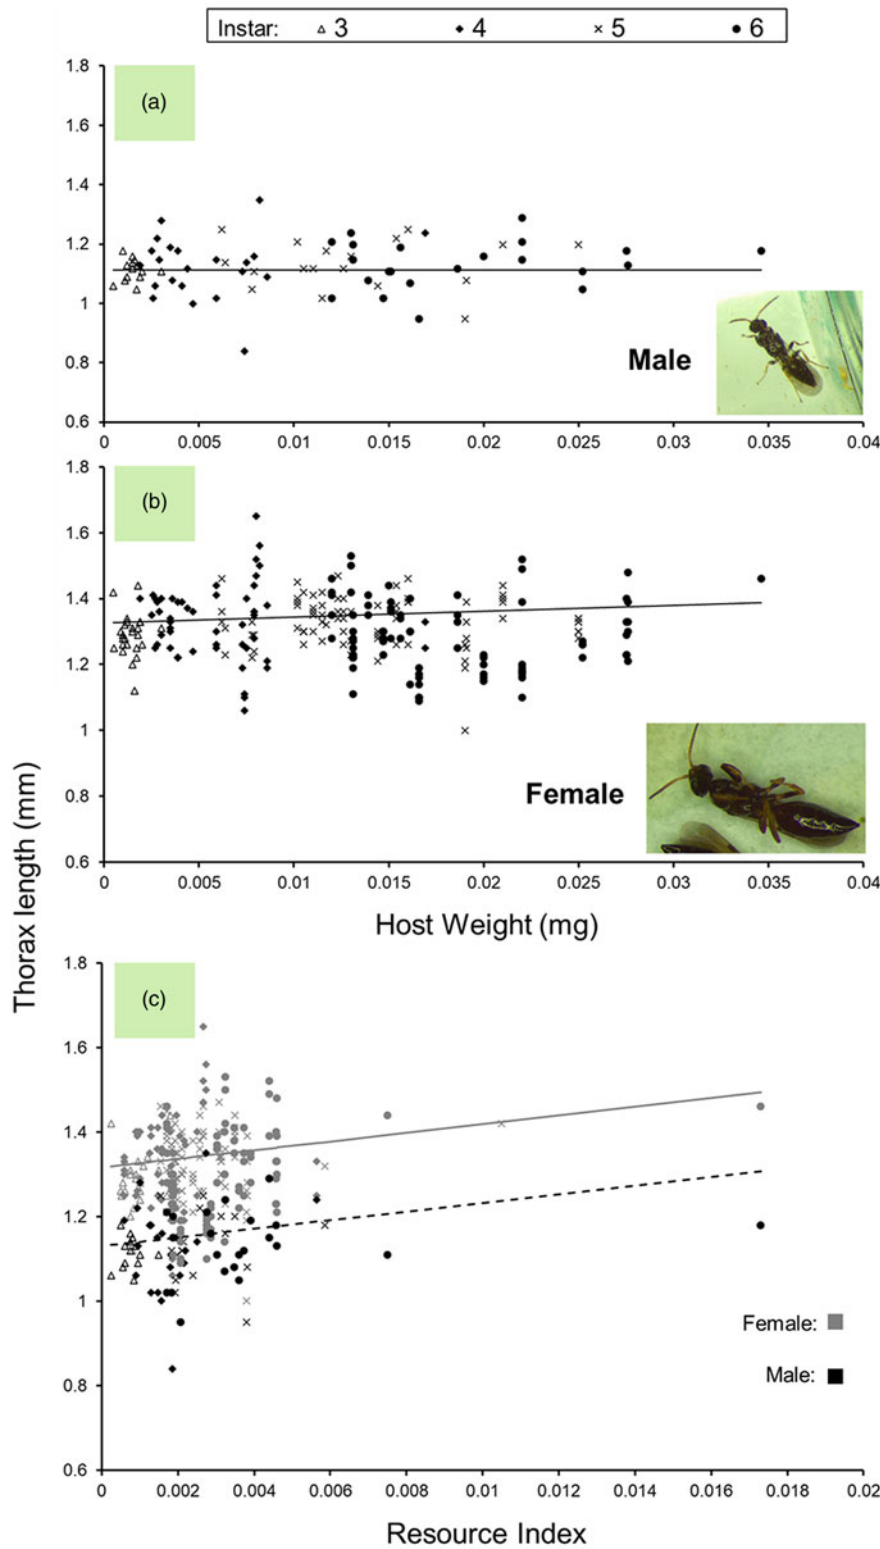 Instar: 3 4 5 6
1.8
(a)
1.6
1.4
1.2
1
0.8
Male
0.6
0 0.005 0.01 0.015 0.02 0.025 0.03 0.035 0.04
1.8
(b)
1.6
1.4
1.2
1
Female
0.8
0.6
0 0.005 0.01 0.015 0.02 0.025 0.03 0.035 0.04
Host Weight (mg)
Thorax length (mm)
1.8
(c)
1.6
1.4
1.2
1
Female:
Male:
0.8
0.6
0 0.002 0.004 0.006 0.008 0.01 0.012 0.014 0.016 0.018 0.02
Resource Index